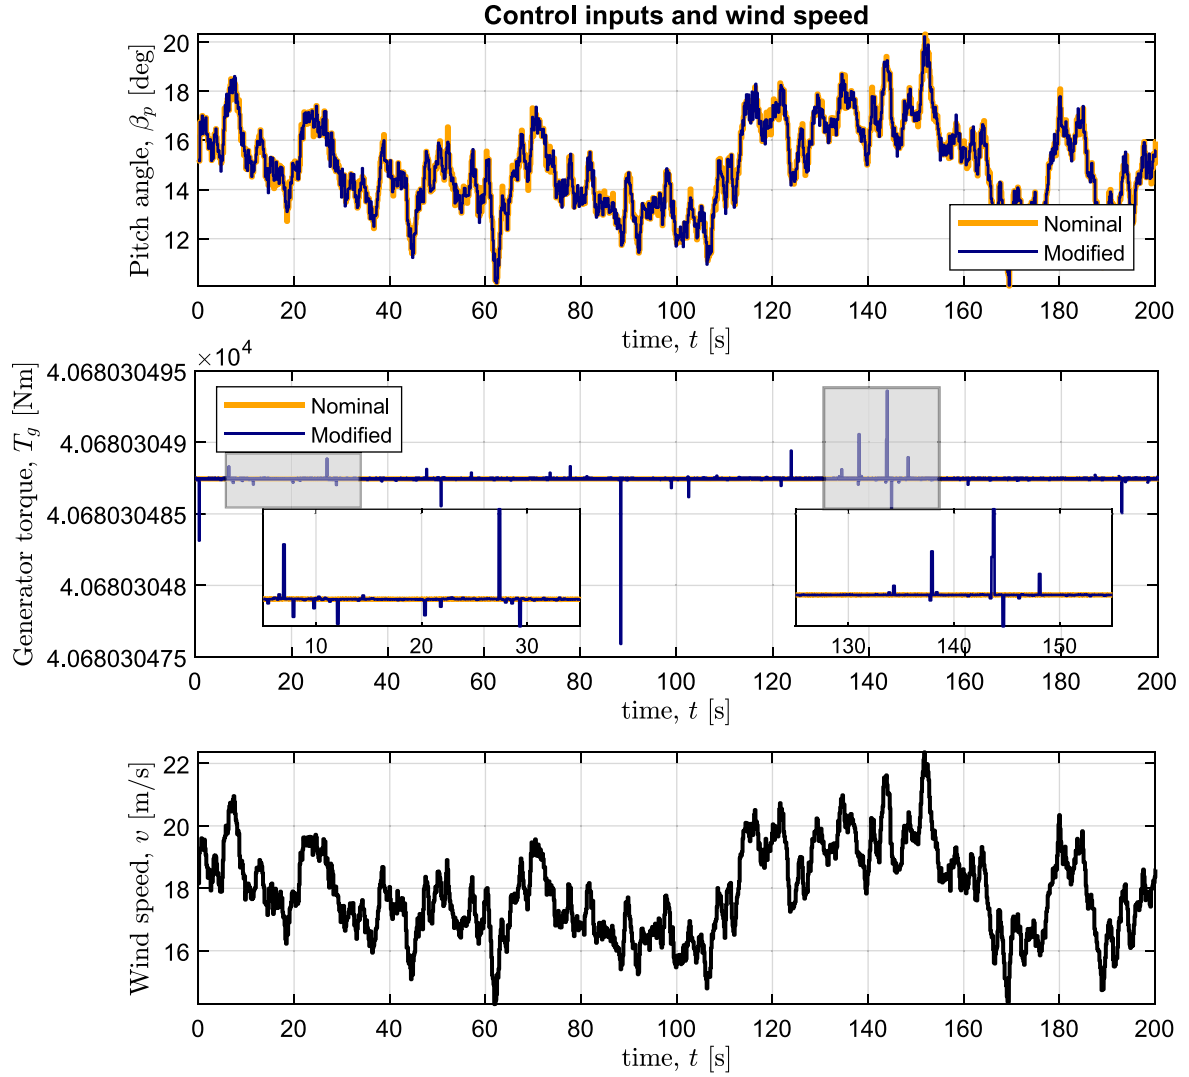 Control inputs and wind speed
Pitch angle, β_p [deg]
20
18
16
14
12
Nominal
Modified
0 20 40 60 80 100 120 140 160 180 200
time, t [s]
×10^4
Generator torque, T_g [Nm]
4.068030495
4.06803049
4.068030485
4.06803048
4.068030475
Nominal
Modified
10 20 30
130 140 150
0 20 40 60 80 100 120 140 160 180 200
time, t [s]
Wind speed, v [m/s]
22
20
18
16
0 20 40 60 80 100 120 140 160 180 200
time, t [s]